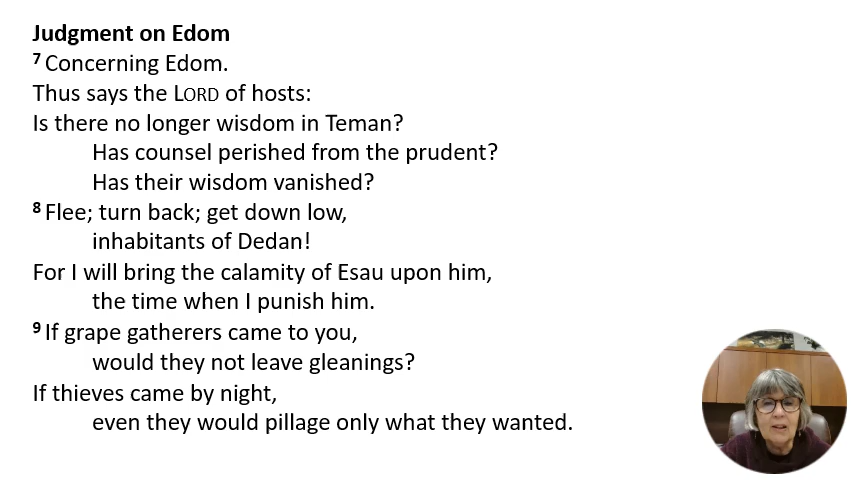 Judgment on Edom
7 Concerning Edom.
Thus says the LORD of hosts:
Is there no longer wisdom in Teman?
Has counsel perished from the prudent?
Has their wisdom vanished?
8 Flee; turn back; get down low,
inhabitants of Dedan!
For I will bring the calamity of Esau upon him,
the time when I punish him.
9 If grape gatherers came to you,
would they not leave gleanings?
If thieves came by night,
even they would pillage only what they wanted.